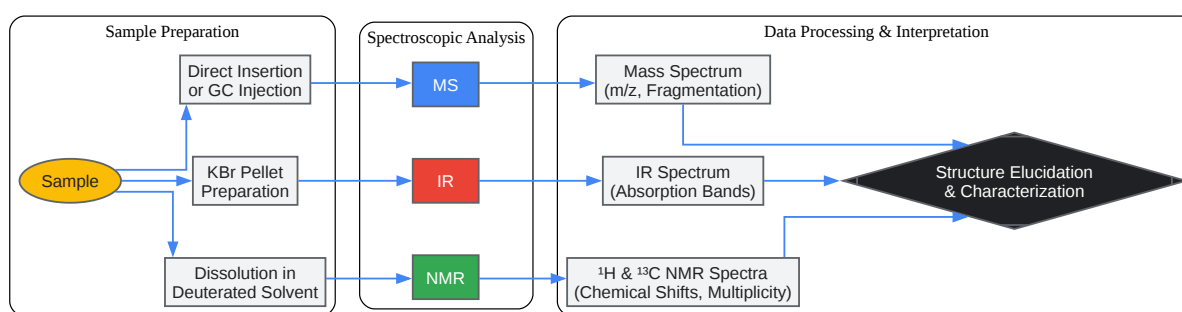 Sample Preparation
Spectroscopic Analysis
Data Processing & Interpretation
Direct Insertion
or GC Injection
MS
Mass Spectrum
(m/z, Fragmentation)
Sample
KBr Pellet
Preparation
IR
IR Spectrum
(Absorption Bands)
Structure Elucidation
& Characterization
Dissolution in
Deuterated Solvent
NMR
¹H & ¹³C NMR Spectra
(Chemical Shifts, Multiplicity)